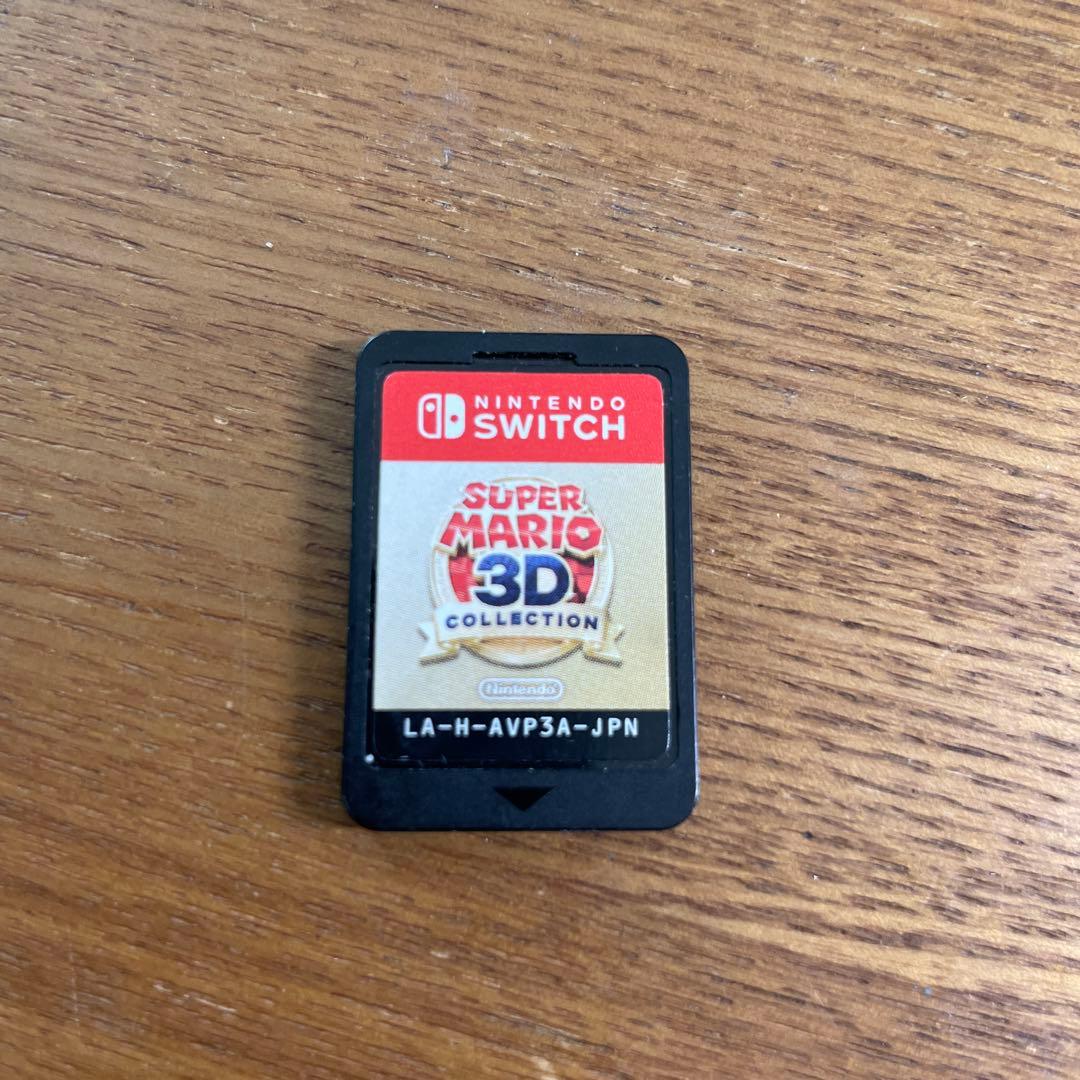 NINTENDO
SWITCH
SUPER
MARIO
3D
COLLECTION
Nintendo
LA-H-AVP3A-JPN